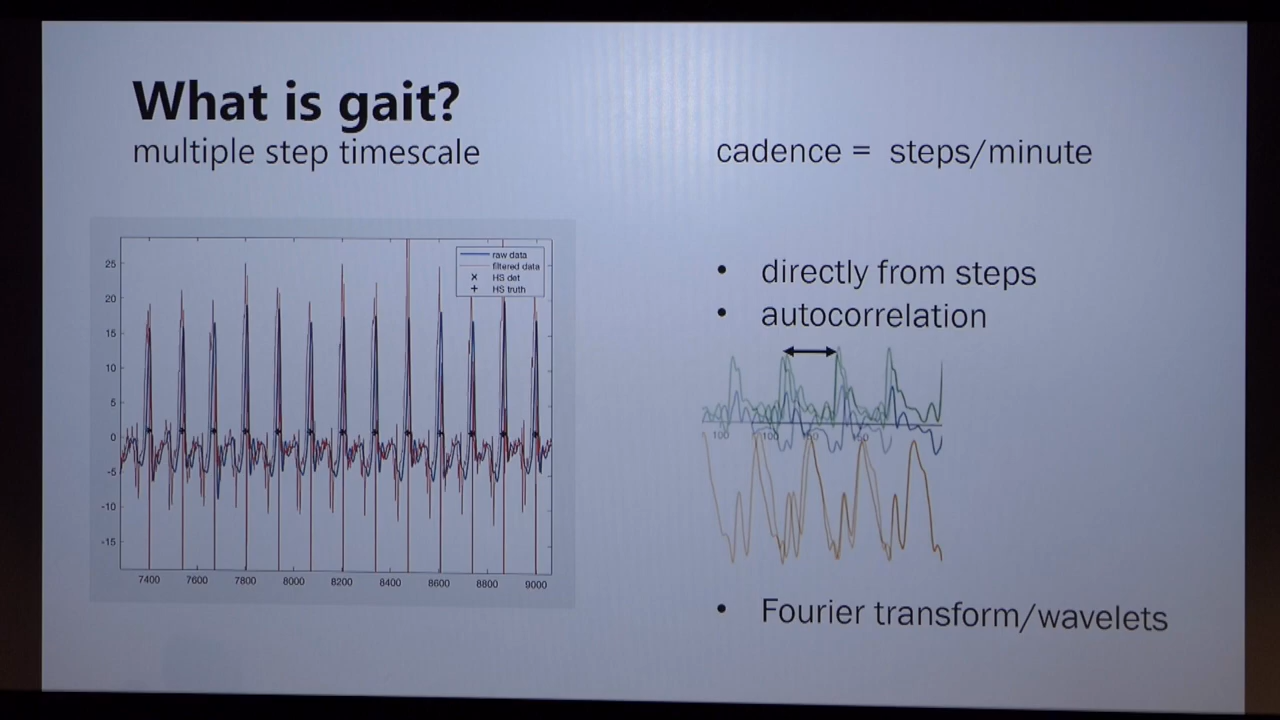 What is gait?
multiple step timescale
cadence = steps/minute
25
20
15
10
5
0
-5
-10
-15
raw data
filtered data
HS det
HS truth
7400
7600
7800
8000
8200
8400
8600
8800
9000
• directly from steps
• autocorrelation
100
100
• Fourier transform/wavelets